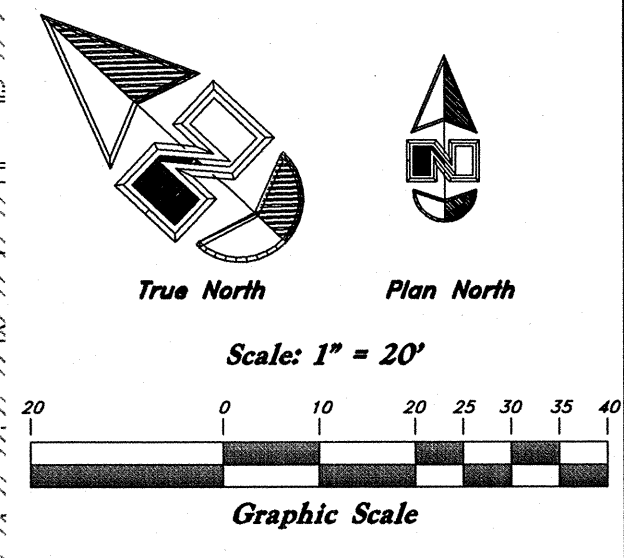 N N
True North Plan North
Scale: 1" = 20'
20 0 10 20 25 30 35 40
Graphic Scale